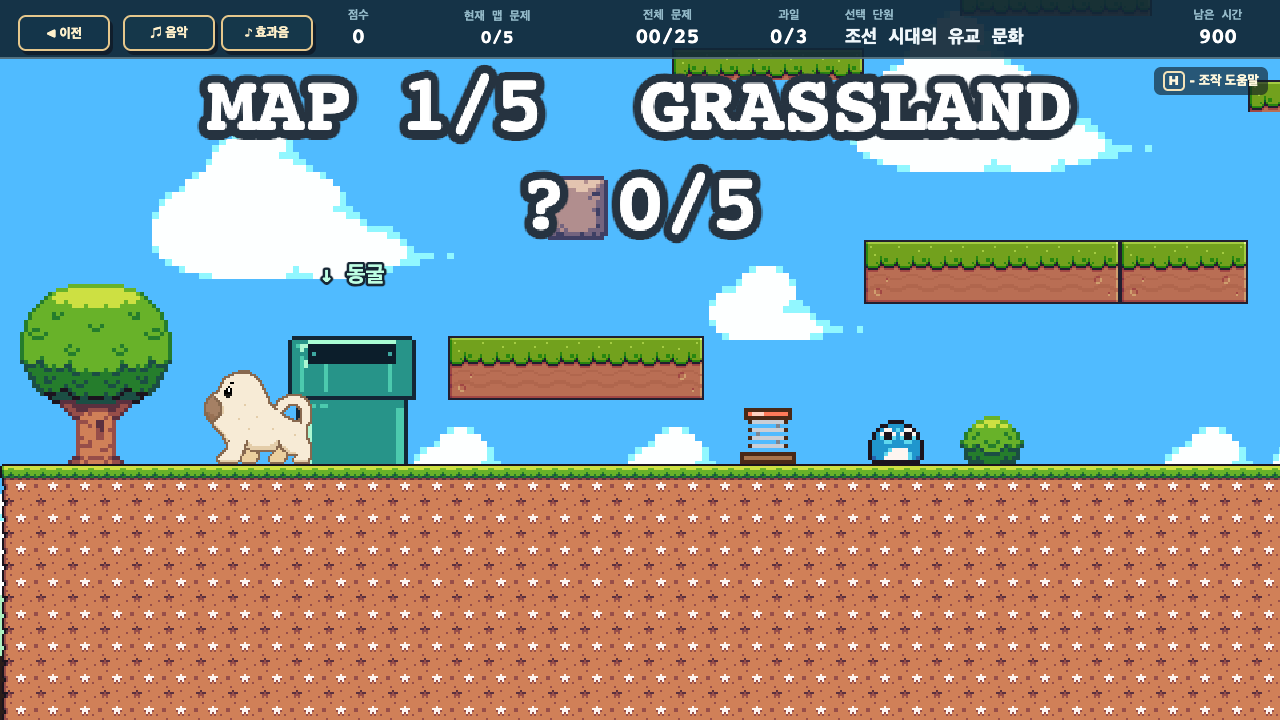 ◀ 이전
♫ 음악
♪ 효과음
점수
0
현재 맵 문제
0/5
전체 문제
00/25
과일
0/3
선택 단원
조선 시대의 유교 문화
남은 시간
900
H - 조작 도움말
MAP 1/5 GRASSLAND
? 0/5
↓ 동굴